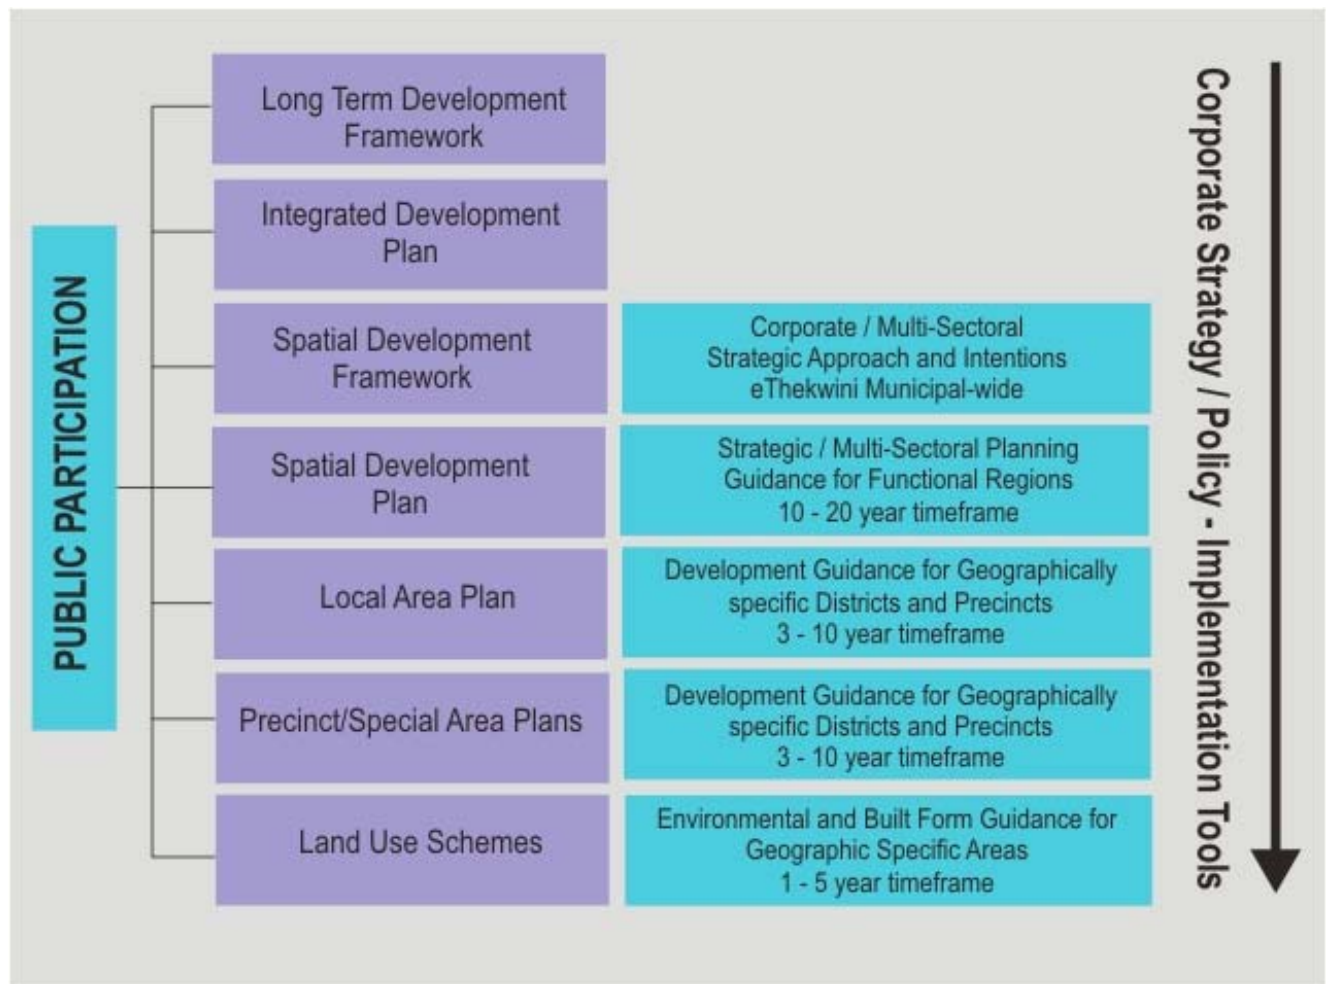 PUBLIC PARTICIPATION
Long Term Development
Framework
Integrated Development
Plan
Spatial Development
Framework
Corporate / Multi-Sectoral
Strategic Approach and Intentions
eThekwini Municipal-wide
Spatial Development
Plan
Strategic / Multi-Sectoral Planning
Guidance for Functional Regions
10 - 20 year timeframe
Local Area Plan
Development Guidance for Geographically
specific Districts and Precincts
3 - 10 year timeframe
Precinct/Special Area Plans
Development Guidance for Geographically
specific Districts and Precincts
3 - 10 year timeframe
Land Use Schemes
Environmental and Built Form Guidance for
Geographic Specific Areas
1 - 5 year timeframe
Corporate Strategy / Policy - Implementation Tools